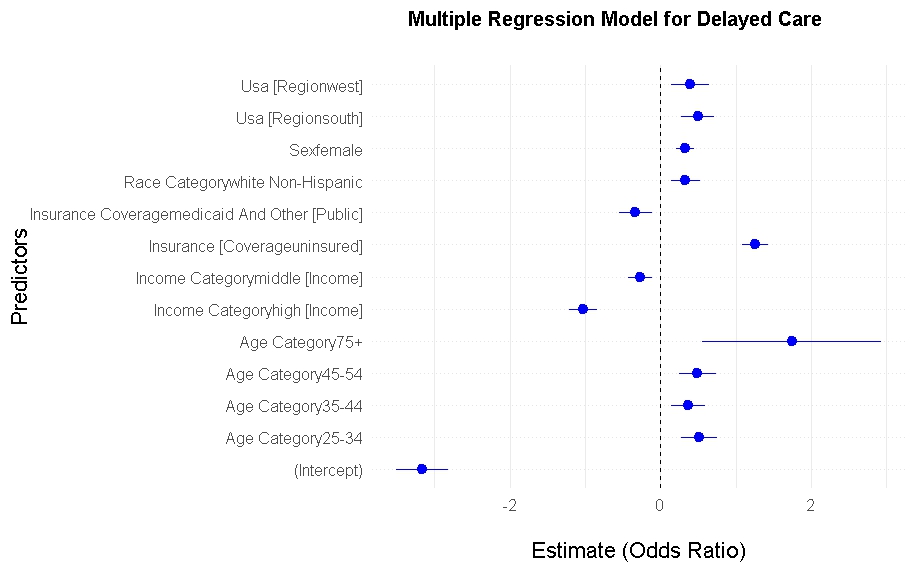 Multiple Regression Model for Delayed Care
Predictors
Usa [Regionwest]
Usa [Regionsouth]
Sexfemale
Race Categorywhite Non-Hispanic
Insurance Coveragemedicaid And Other [Public]
Insurance [Coverageuninsured]
Income Categorymiddle [Income]
Income Categoryhigh [Income]
Age Category75+
Age Category45-54
Age Category35-44
Age Category25-34
(Intercept)
-2 0 2
Estimate (Odds Ratio)